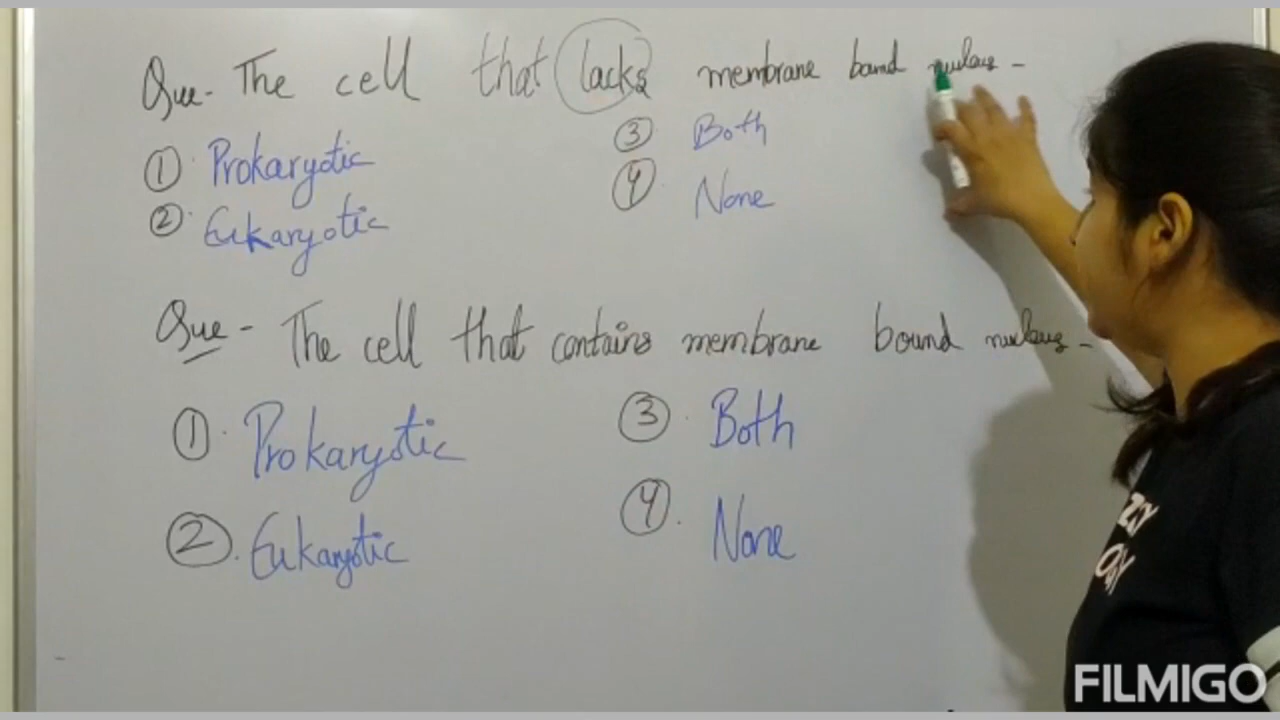 Que- The cell that lacks membrane bound nucleus -
① Prokaryotic
② Eukaryotic
③ Both
④ None
Que - The cell that contains membrane bound nucleus -
① Prokaryotic
② Eukaryotic
③ Both
④ None
FILMIGO